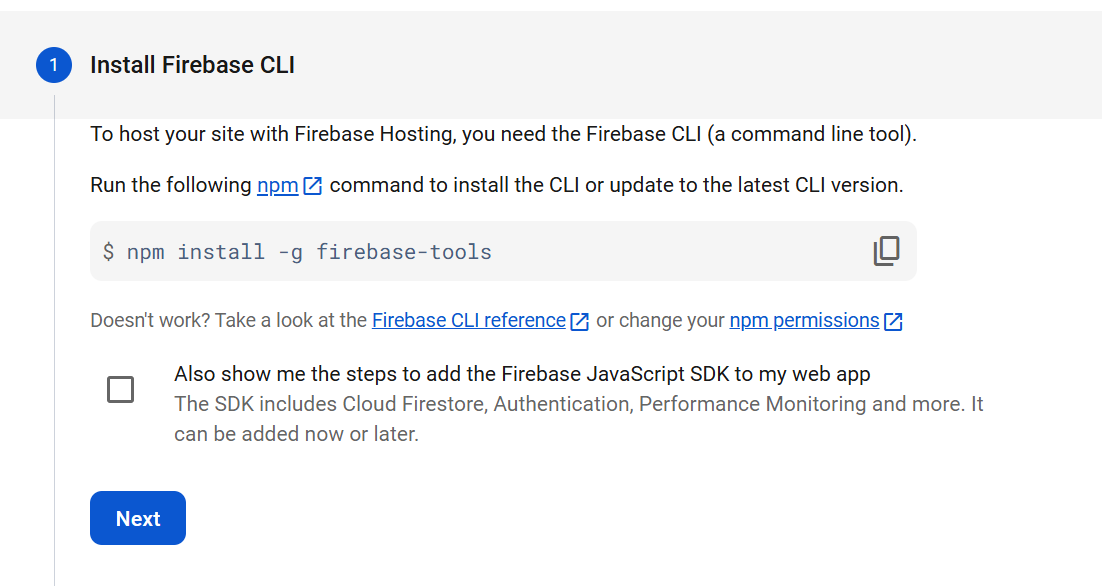 1 Install Firebase CLI
To host your site with Firebase Hosting, you need the Firebase CLI (a command line tool).
Run the following npm command to install the CLI or update to the latest CLI version.
$ npm install -g firebase-tools
Doesn't work? Take a look at the Firebase CLI reference or change your npm permissions
Also show me the steps to add the Firebase JavaScript SDK to my web app
The SDK includes Cloud Firestore, Authentication, Performance Monitoring and more. It
can be added now or later.
Next